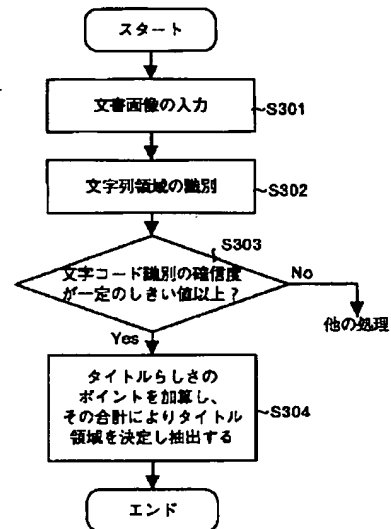 スタート
文書画像の入力
S301
文字列領域の識別
S302
S303
文字コード識別の確信度
が一定のしきい値以上?
No
他の処理
Yes
タイトルらしさの
ポイントを加算し、
その合計によりタイトル
領域を決定し抽出する
S304
エンド